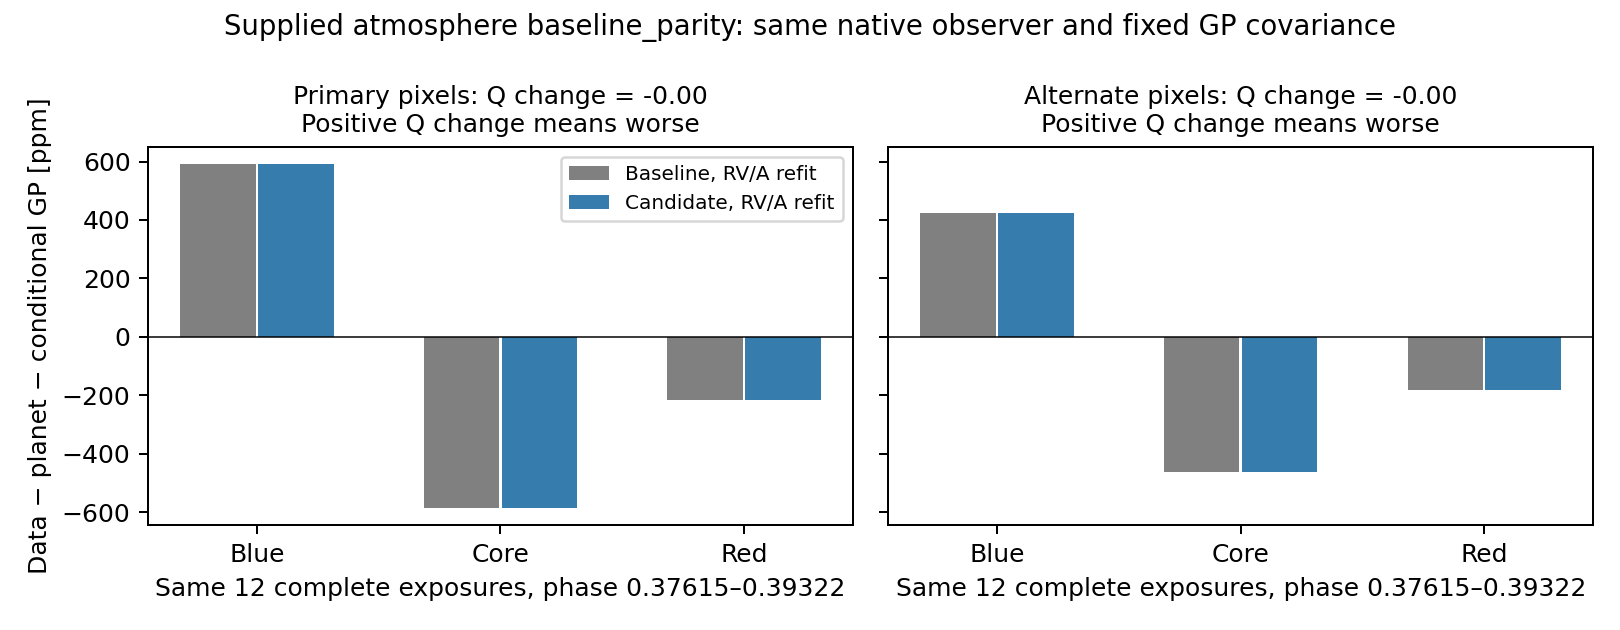 Supplied atmosphere baseline_parity: same native observer and fixed GP covariance
Primary pixels: Q change = -0.00
Positive Q change means worse
Alternate pixels: Q change = -0.00
Positive Q change means worse
Data − planet − conditional GP [ppm]
600
400
200
0
−200
−400
−600
Baseline, RV/A refit
Candidate, RV/A refit
Blue
Core
Red
Same 12 complete exposures, phase 0.37615–0.39322
Blue
Core
Red
Same 12 complete exposures, phase 0.37615–0.39322